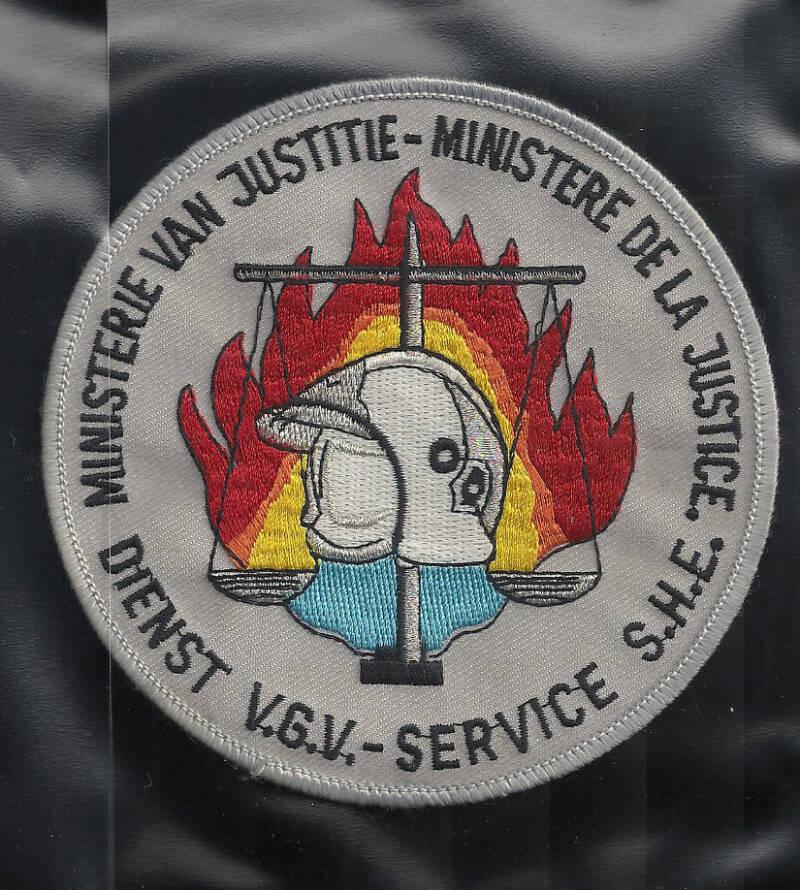 MINISTERIE VAN JUSTITIE - MINISTERE DE LA JUSTICE.
DIENST V.G.V. - SERVICE S.H.E.